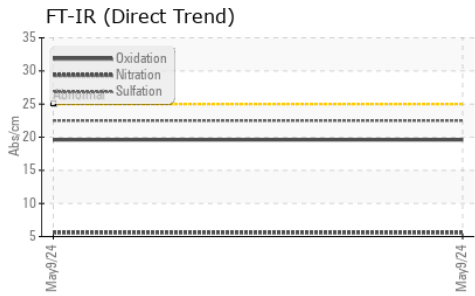 FT-IR (Direct Trend)
35
30
25
20
15
10
5
Abs/cm
Oxidation
Nitration
Sulfation
Abnormal
May9/24
May9/24